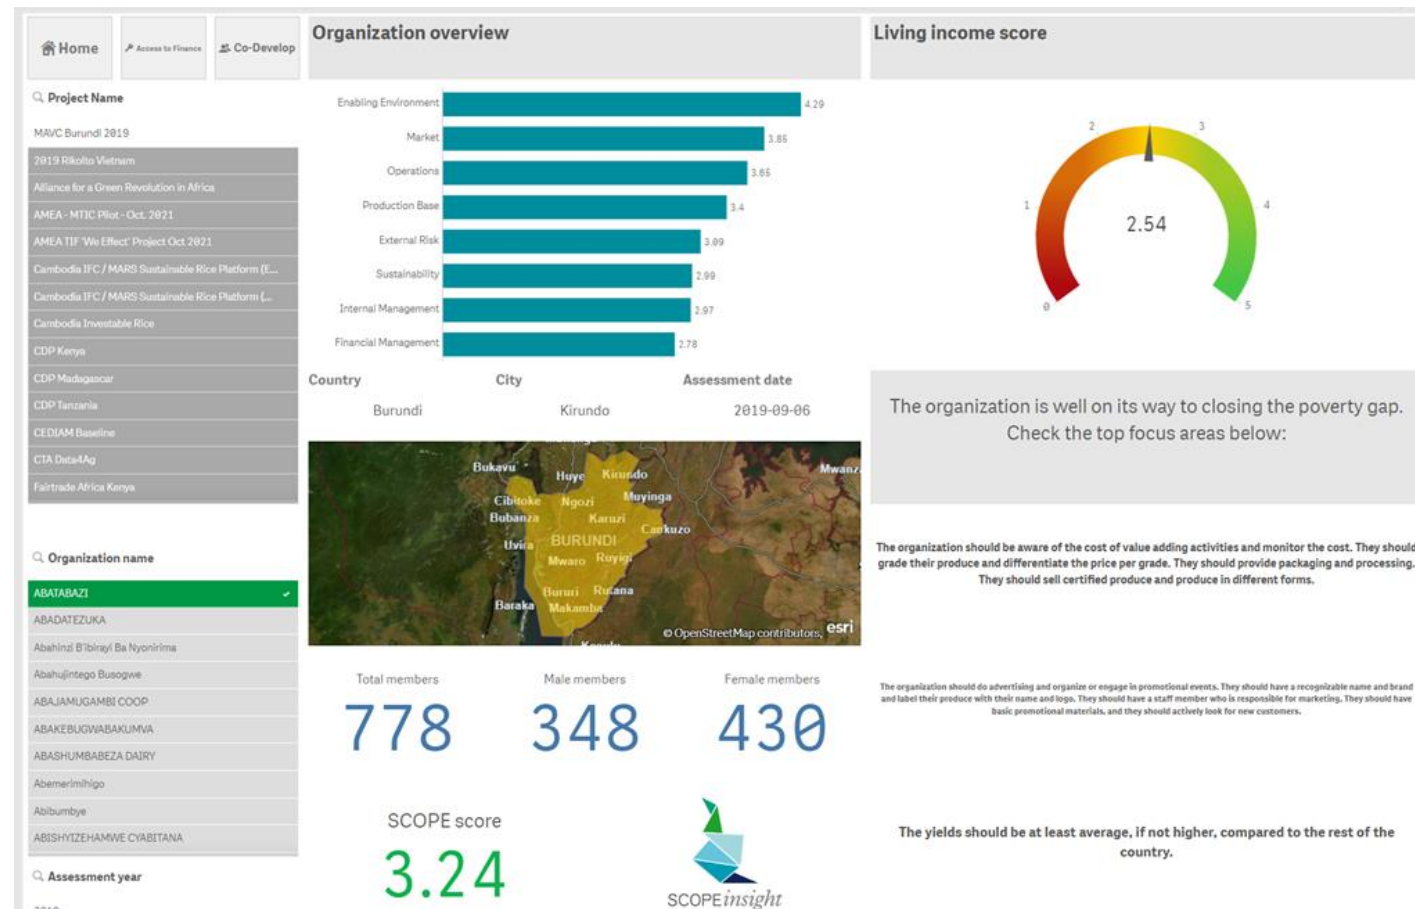 Home
Access to Finance
Co-Develop
Project Name
MAVC Burundi 2019
2019 Rikolto Vietnam
Alliance for a Green Revolution in Africa
AMEA - MTIC Pilot - Oct. 2021
AMEA TIF 'We Effect' Project Oct 2021
Cambodia IFC / MARS Sustainable Rice Platform (E...
Cambodia IFC / MARS Sustainable Rice Platform (...
Cambodia Investable Rice
CDP Kenya
CDP Madagascar
CDP Tanzania
CEDIAM Baseline
CTA Data4Ag
Fairtrade Africa Kenya
Organization name
ABATABAZI
ABADATEZUKA
Abahinzi B'ibirayi Ba Nyonirima
Abahujintego Busogwe
ABAJAMUGAMBI COOP
ABAKEBUGWABAKUMVA
ABASHUMBABEZA DAIRY
Abemerimihigo
Abibumbye
ABISHYIZEHAMWE CYABITANA
Assessment year
Organization overview
Enabling Environment 4.29
Market 3.85
Operations 3.65
Production Base 3.4
External Risk 3.09
Sustainability 2.99
Internal Management 2.97
Financial Management 2.78
Country City Assessment date
Burundi Kirundo 2019-09-06
Bukavu
Huye
Kirundo
Mwanz
Cibitoke
Ngozi
Muyinga
Bubanza
Karuzi
Cankuzo
Uvira
BURUNDI
Mwaro
Ruyigi
Bururi
Rutana
Baraka
Makamba
© OpenStreetMap contributors, esri
Total members Male members Female members
778 348 430
SCOPE score
3.24
SCOPEinsight
Living income score
0
1
2
3
4
5
2.54
The organization is well on its way to closing the poverty gap.
Check the top focus areas below:
The organization should be aware of the cost of value adding activities and monitor the cost. They should
grade their produce and differentiate the price per grade. They should provide packaging and processing.
They should sell certified produce and produce in different forms.
The organization should do advertising and organize or engage in promotional events. They should have a recognizable name and brand
and label their produce with their name and logo. They should have a staff member who is responsible for marketing. They should have
basic promotional materials, and they should actively look for new customers.
The yields should be at least average, if not higher, compared to the rest of the
country.